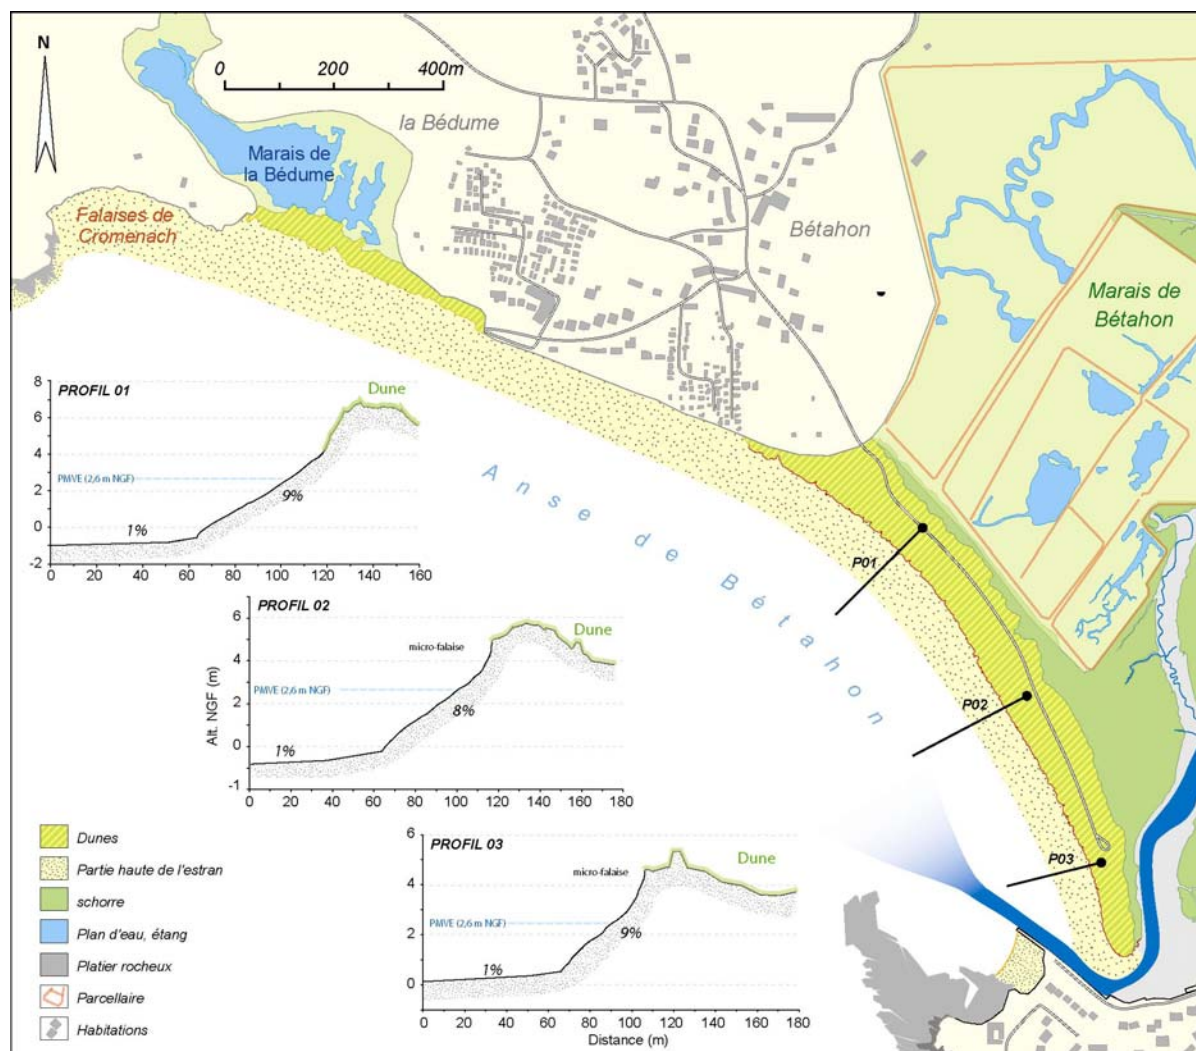 N
0 200 400m
la Bédume
Marais de
la Bédume
Falaises de
Cromenach
Bétahon
Marais de
Bétahon
Anse de Bétahon
P01
P02
P03
PROFIL 01
Dune
8
6
4
2
0
-2
PMVE (2,6 m NGF)
9%
1%
0 20 40 60 80 100 120 140 160
PROFIL 02
Dune
micro-falaise
6
4
2
0
-1
Alt. NGF (m)
PMVE (2,6 m NGF)
8%
1%
0 20 40 60 80 100 120 140 160 180
PROFIL 03
Dune
micro-falaise
6
4
2
0
PMVE (2,6 m NGF)
9%
1%
0 20 40 60 80 100 120 140 160 180
Distance (m)
Dunes
Partie haute de l'estran
schorre
Plan d'eau, étang
Platier rocheux
Parcellaire
Habitations